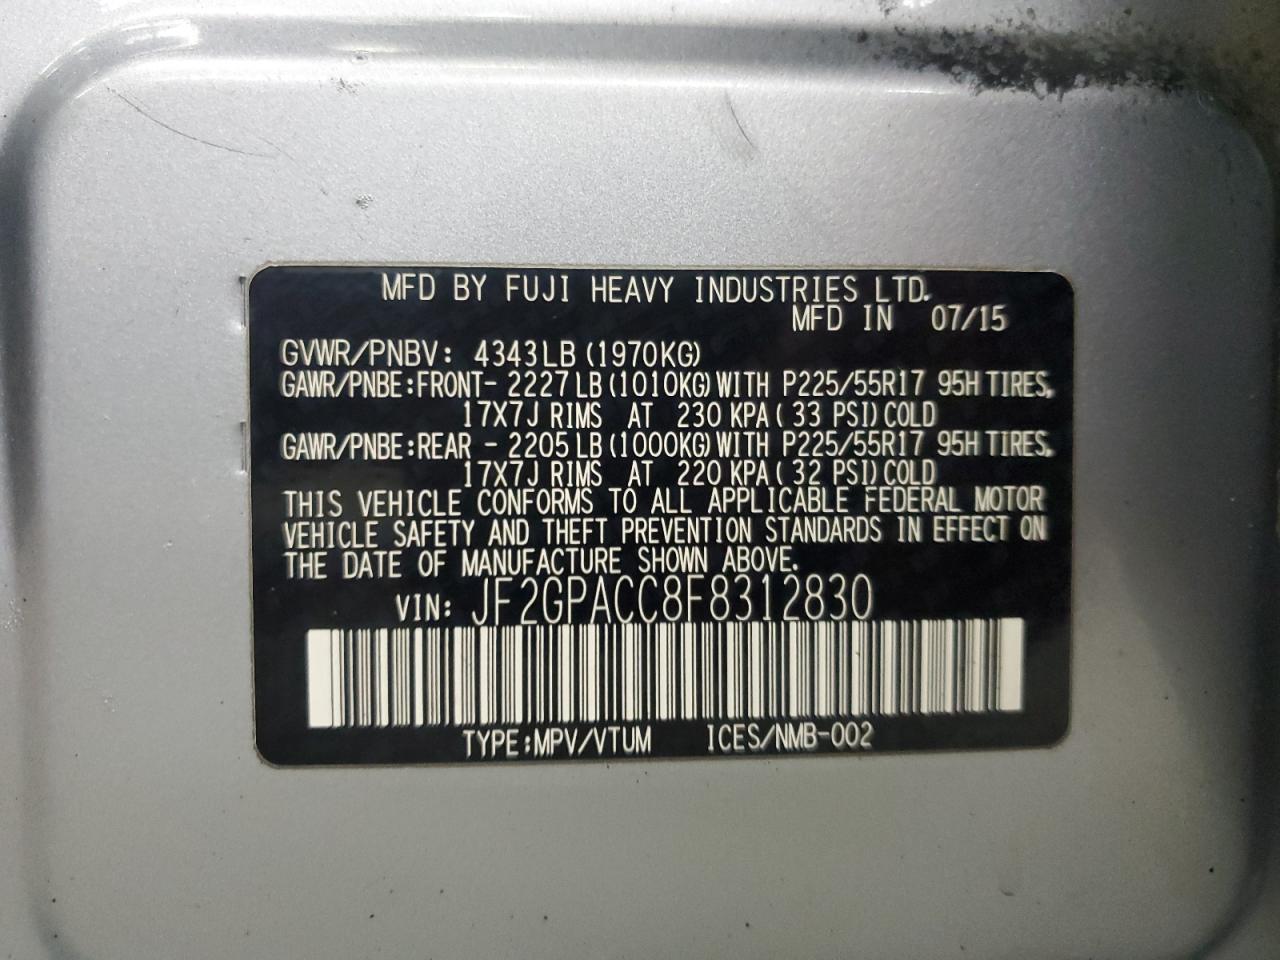 MFD BY FUJI HEAVY INDUSTRIES LTD.
MFD IN 07/15
GVWR/PNBV: 4343LB (1970KG)
GAWR/PNBE:FRONT- 2227LB (1010KG) WITH P225/55R17 95H TIRES,
17X7J RIMS AT 230 KPA (33 PSI) COLD
GAWR/PNBE:REAR - 2205LB (1000KG) WITH P225/55R17 95H TIRES,
17X7J RIMS AT 220 KPA (32 PSI) COLD
THIS VEHICLE CONFORMS TO ALL APPLICABLE FEDERAL MOTOR
VEHICLE SAFETY AND THEFT PREVENTION STANDARDS IN EFFECT ON
THE DATE OF MANUFACTURE SHOWN ABOVE.
VIN: JF2GPACC8F8312830
TYPE:MPV/VTUM ICES/NMB-002